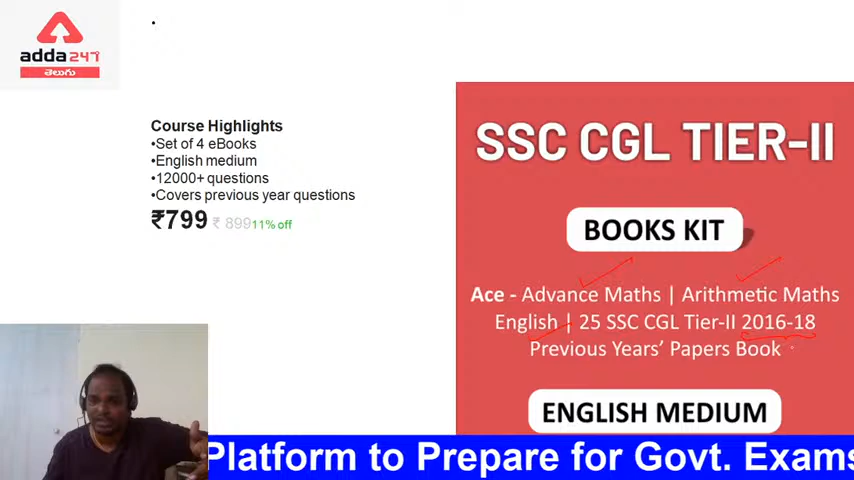 adda247
తెలుగు
Course Highlights
•Set of 4 eBooks
•English medium
•12000+ questions
•Covers previous year questions
₹799 ₹ 899 11% off
SSC CGL TIER-II
BOOKS KIT
Ace - Advance Maths | Arithmetic Maths
English | 25 SSC CGL Tier-II 2016-18
Previous Years' Papers Book
ENGLISH MEDIUM
Platform to Prepare for Govt. Exams